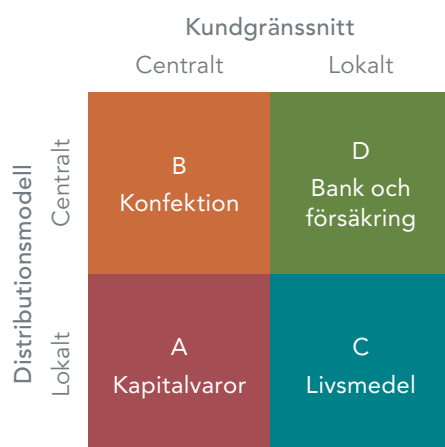 Kundgränssnitt
Centralt
Lokalt
Distributionsmodell
Centralt
Lokalt
B
Konfektion
D
Bank och
försäkring
A
Kapitalvaror
C
Livsmedel